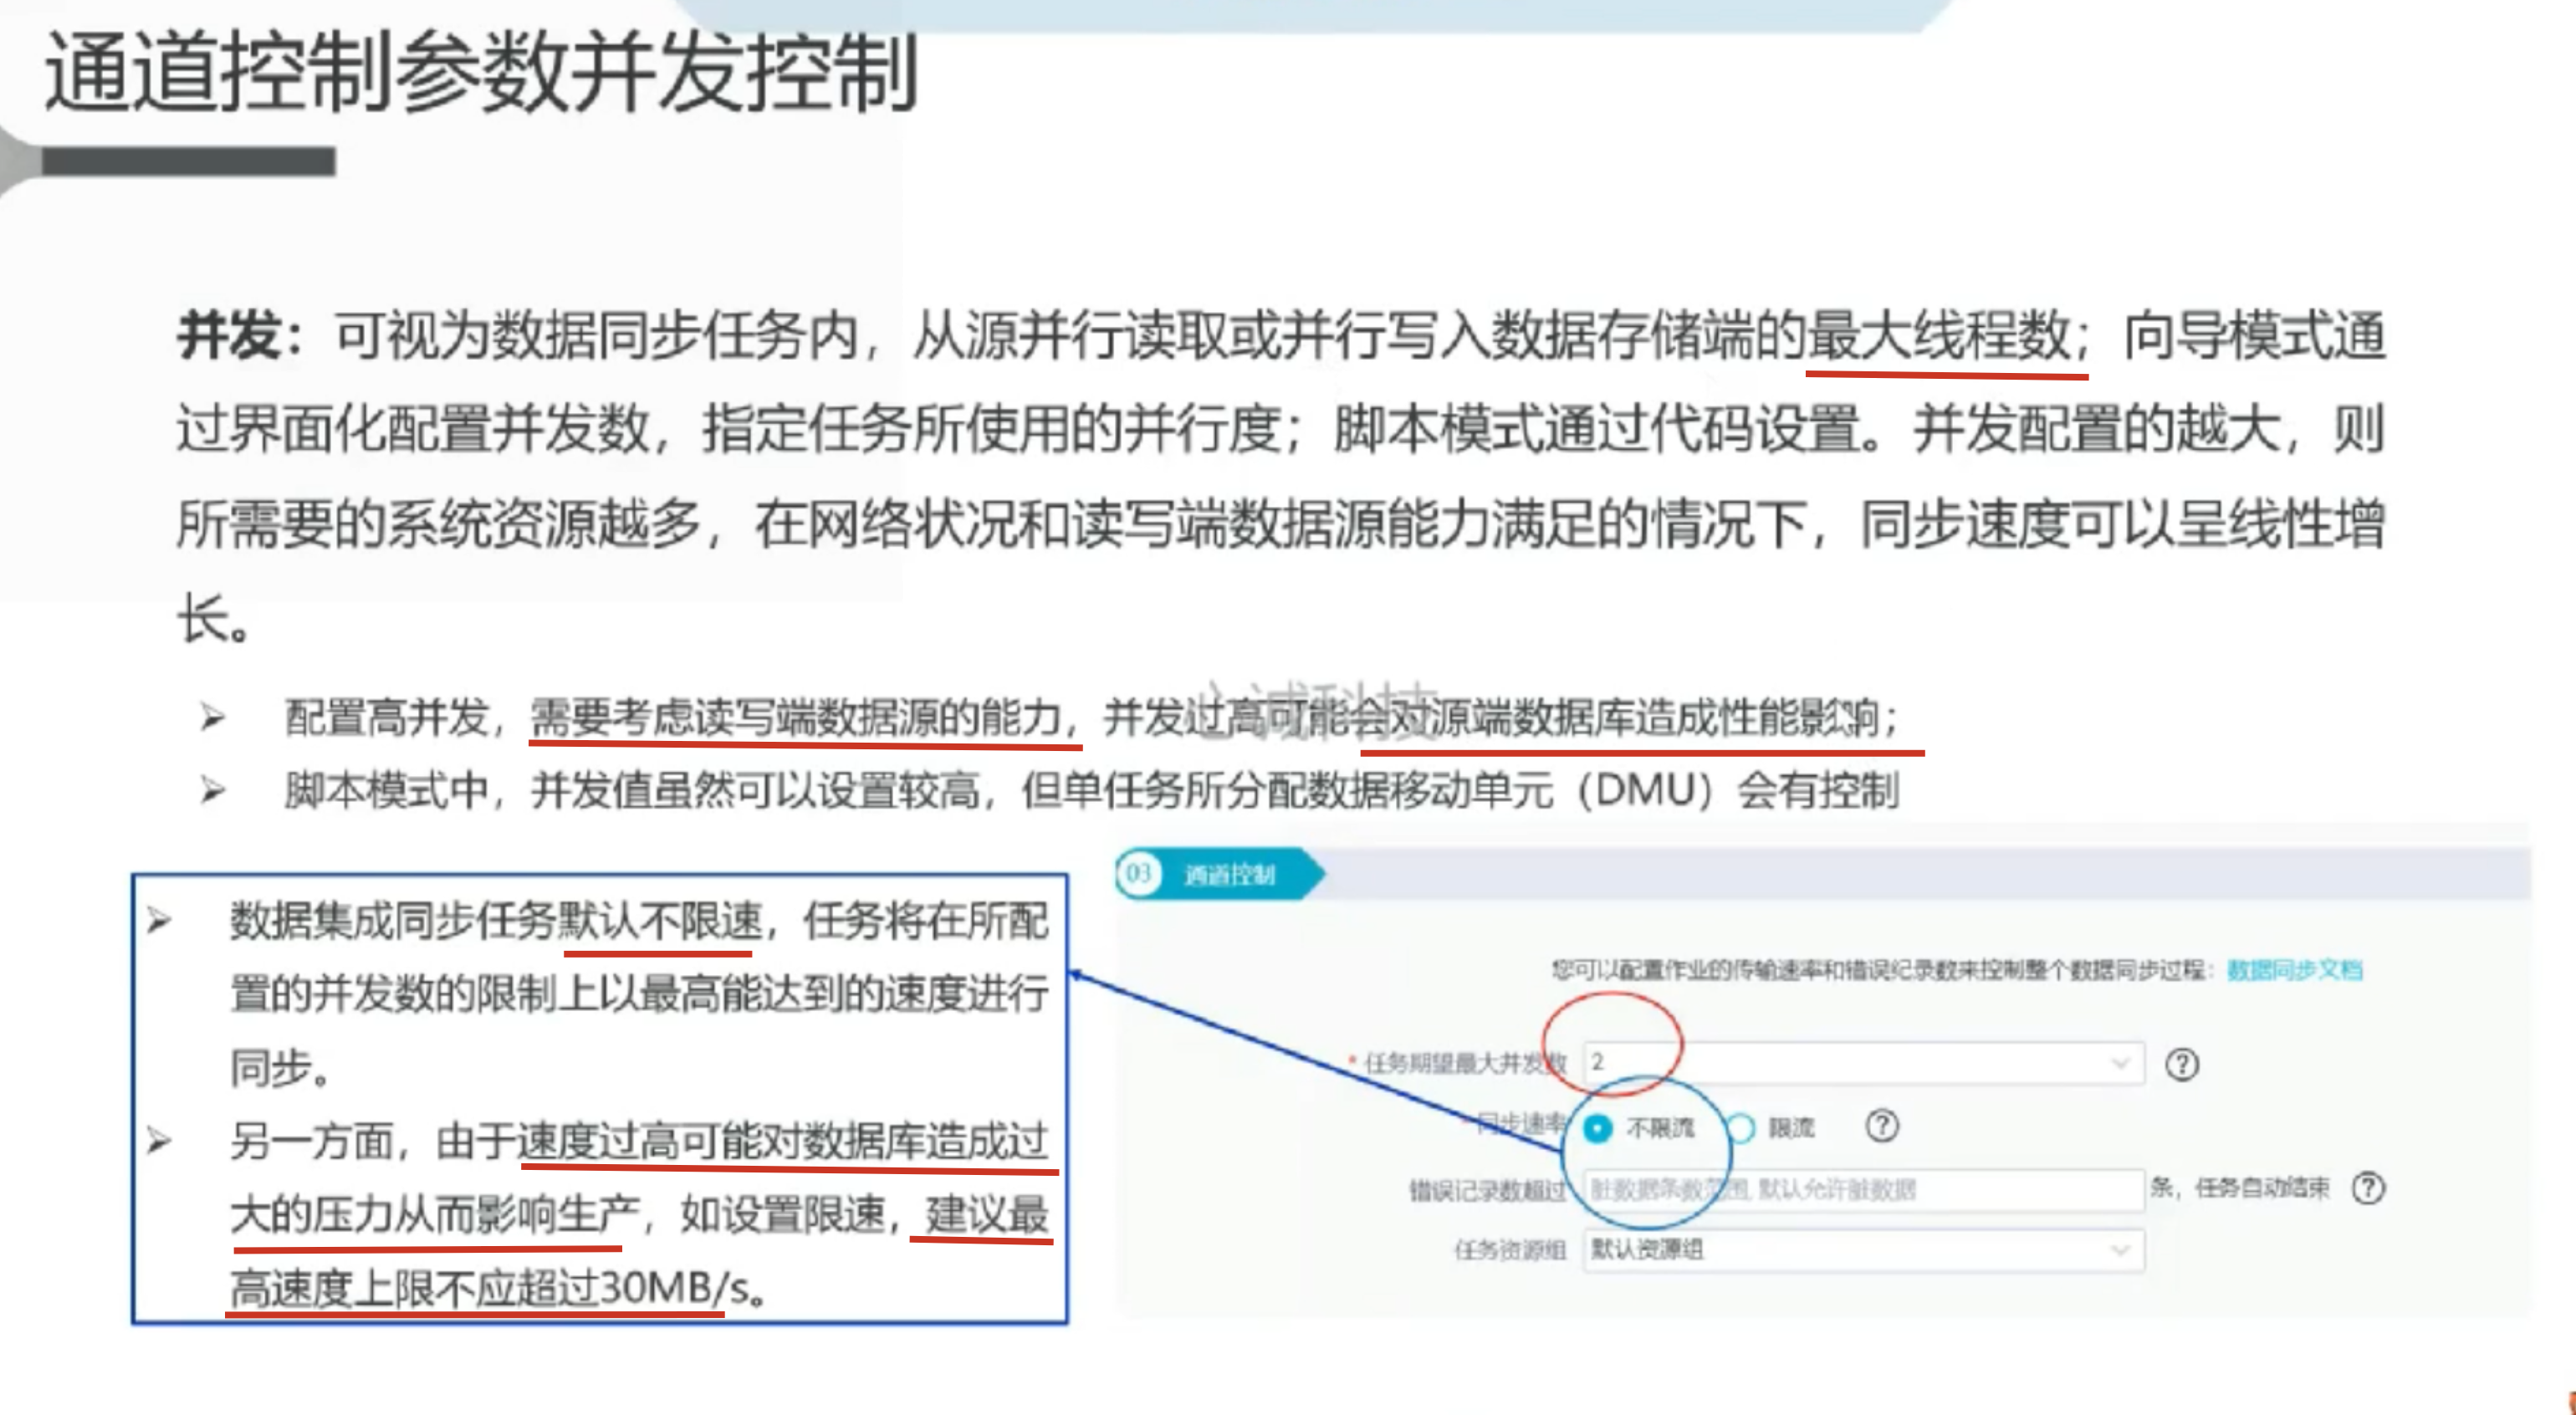 通道控制参数并发控制
并发：可视为数据同步任务内，从源并行读取或并行写入数据存储端的最大线程数；向导模式通
过界面化配置并发数，指定任务所使用的并行度；脚本模式通过代码设置。并发配置的越大，则
所需要的系统资源越多，在网络状况和读写端数据源能力满足的情况下，同步速度可以呈线性增
长。
➢ 配置高并发，需要考虑读写端数据源的能力，并发过高可能会对源端数据库造成性能影响；
心诚科技
➢ 脚本模式中，并发值虽然可以设置较高，但单任务所分配数据移动单元（DMU）会有控制
➢ 数据集成同步任务默认不限速，任务将在所配
置的并发数的限制上以最高能达到的速度进行
同步。
➢ 另一方面，由于速度过高可能对数据库造成过
大的压力从而影响生产，如设置限速，建议最
高速度上限不应超过30MB/s。
03 通道控制
您可以配置作业的传输速率和错误纪录数来控制整个数据同步过程：数据同步文档
* 任务期望最大并发数 2 ?
* 同步速率 不限流 限流 ?
错误记录数超过 脏数据条数范围, 默认允许脏数据 条，任务自动结束 ?
任务资源组 默认资源组